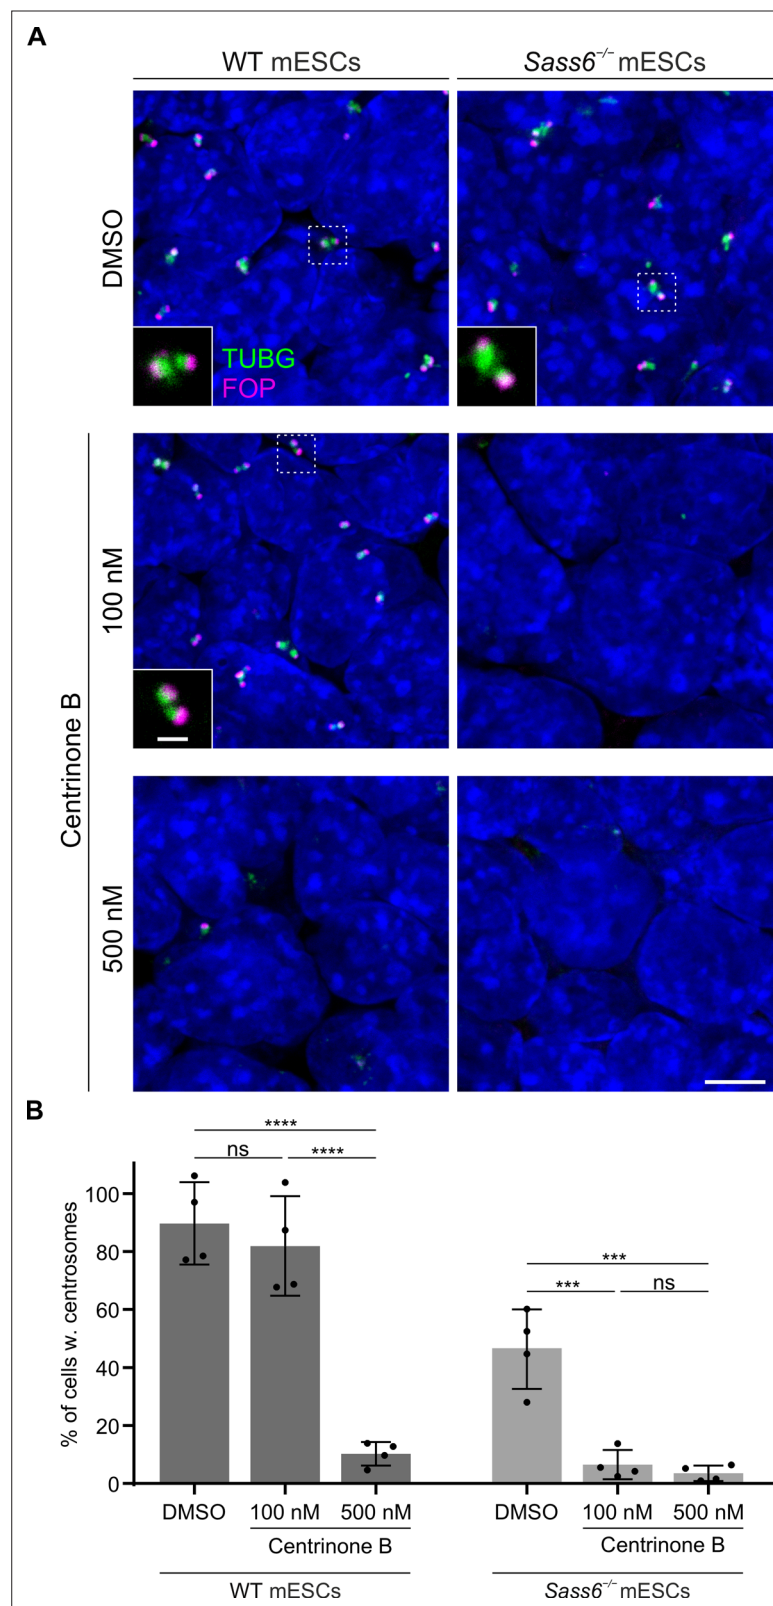 A
WT mESCs
Sass6⁻/⁻ mESCs
DMSO
TUBG
FOP
Centrinone B
100 nM
500 nM
B
% of cells w. centrosomes
100
80
60
40
20
0
****
ns ****
***
*** ns
DMSO 100 nM 500 nM DMSO 100 nM 500 nM
Centrinone B Centrinone B
WT mESCs Sass6⁻/⁻ mESCs